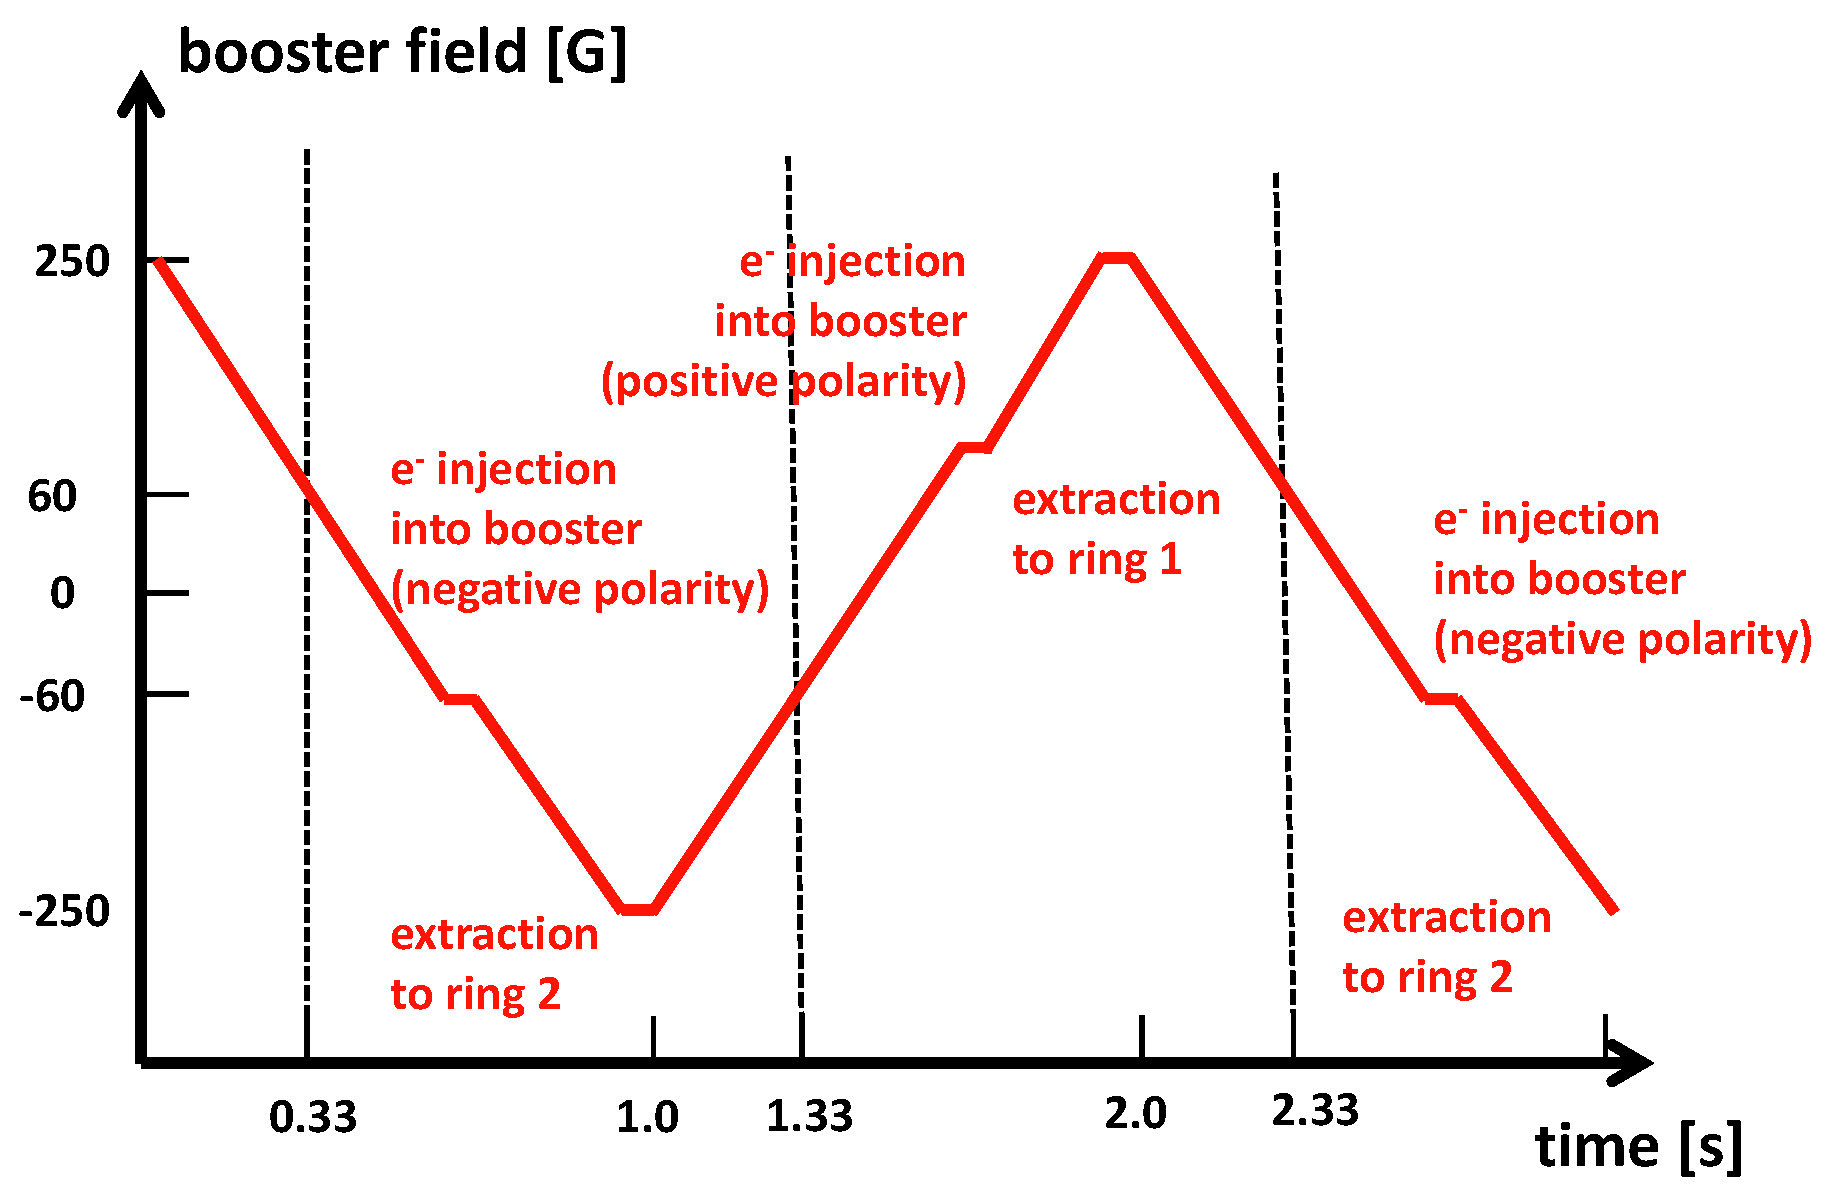 booster field [G]
250
60
0
-60
-250
e- injection
into booster
(negative polarity)
extraction
to ring 2
e- injection
into booster
(positive polarity)
extraction
to ring 1
e- injection
into booster
(negative polarity)
extraction
to ring 2
0.33
1.0
1.33
2.0
2.33
time [s]